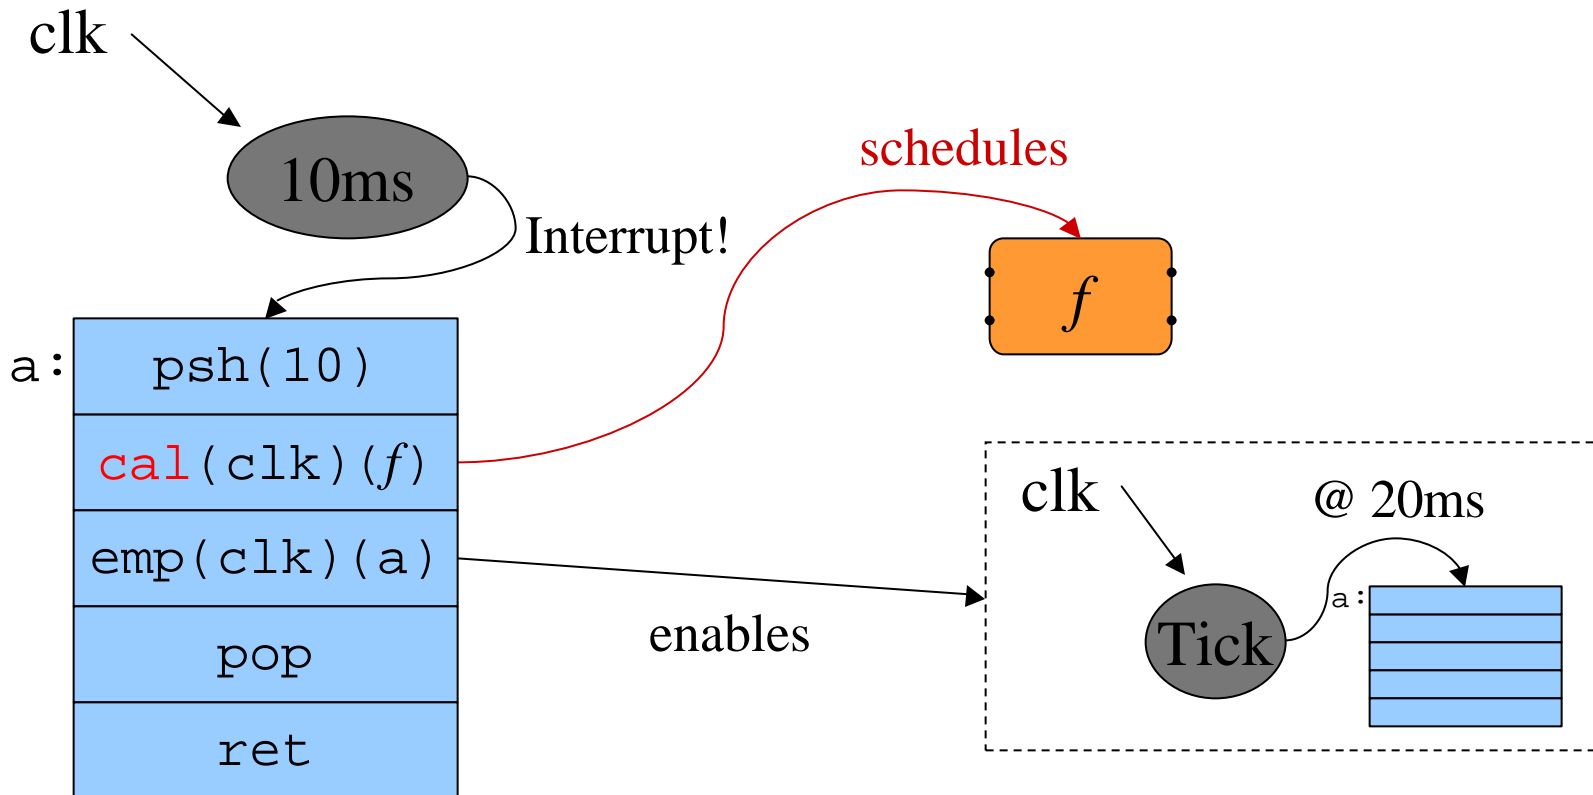 clk
10ms
schedules
Interrupt!
f
a:
psh(10)
cal(clk)(f)
emp(clk)(a)
pop
ret
enables
clk
@ 20ms
a:
Tick